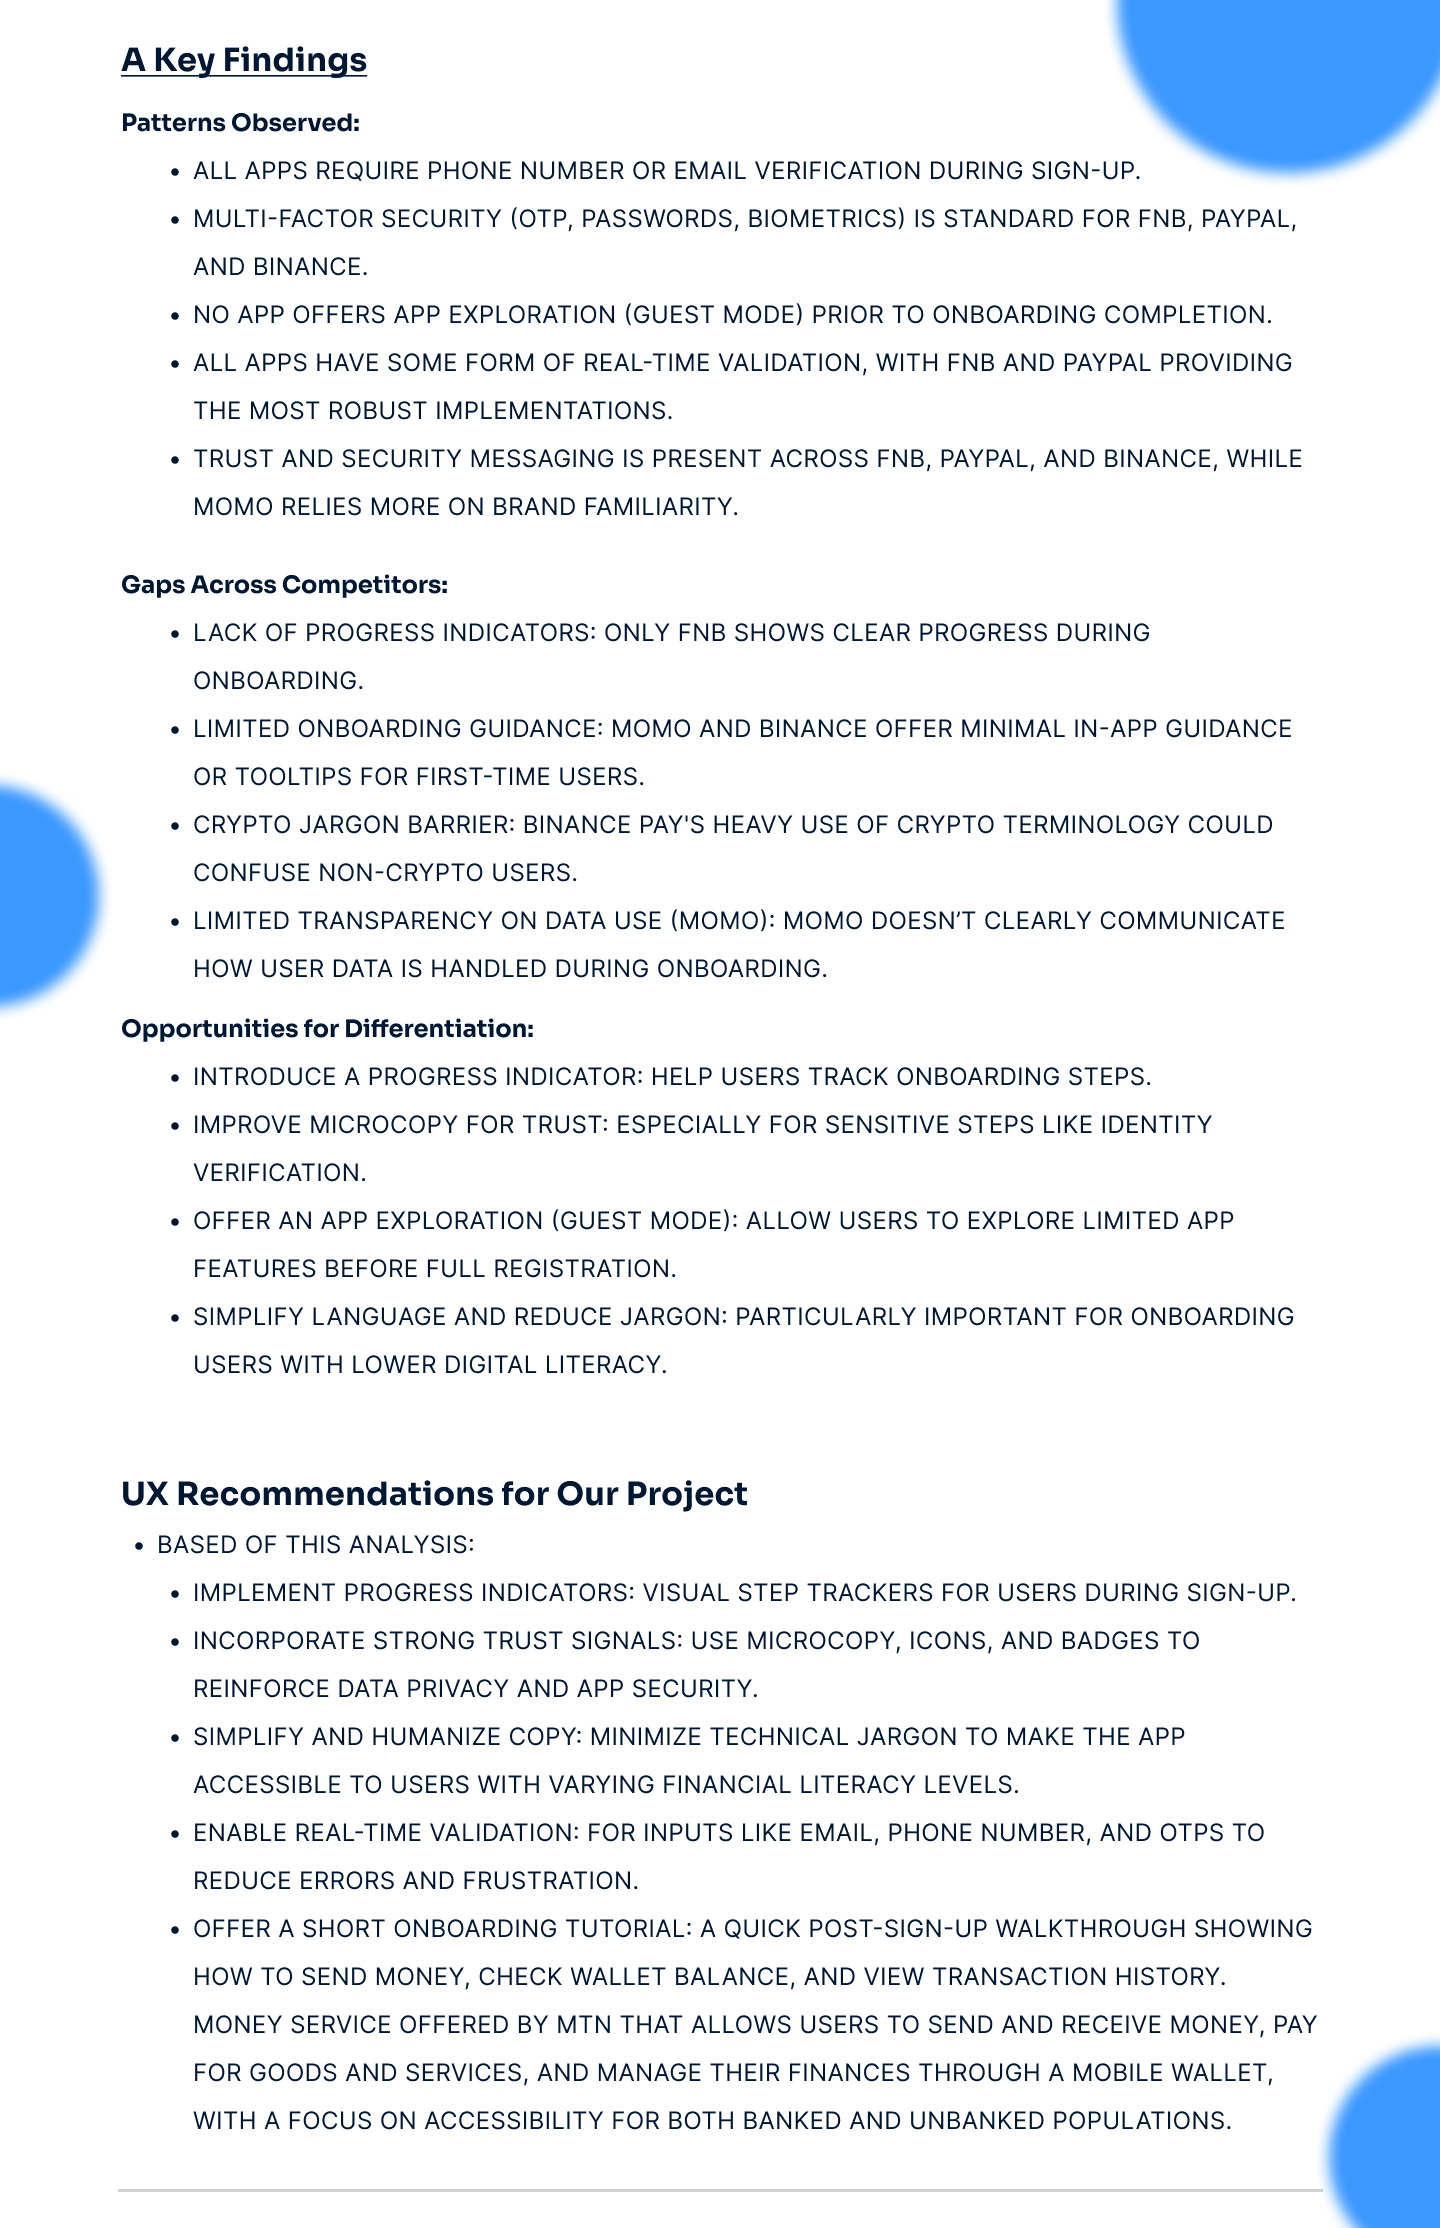 A Key Findings
Patterns Observed:
• ALL APPS REQUIRE PHONE NUMBER OR EMAIL VERIFICATION DURING SIGN-UP.
• MULTI-FACTOR SECURITY (OTP, PASSWORDS, BIOMETRICS) IS STANDARD FOR FNB, PAYPAL,
AND BINANCE.
• NO APP OFFERS APP EXPLORATION (GUEST MODE) PRIOR TO ONBOARDING COMPLETION.
• ALL APPS HAVE SOME FORM OF REAL-TIME VALIDATION, WITH FNB AND PAYPAL PROVIDING
THE MOST ROBUST IMPLEMENTATIONS.
• TRUST AND SECURITY MESSAGING IS PRESENT ACROSS FNB, PAYPAL, AND BINANCE, WHILE
MOMO RELIES MORE ON BRAND FAMILIARITY.
Gaps Across Competitors:
• LACK OF PROGRESS INDICATORS: ONLY FNB SHOWS CLEAR PROGRESS DURING
ONBOARDING.
• LIMITED ONBOARDING GUIDANCE: MOMO AND BINANCE OFFER MINIMAL IN-APP GUIDANCE
OR TOOLTIPS FOR FIRST-TIME USERS.
• CRYPTO JARGON BARRIER: BINANCE PAY'S HEAVY USE OF CRYPTO TERMINOLOGY COULD
CONFUSE NON-CRYPTO USERS.
• LIMITED TRANSPARENCY ON DATA USE (MOMO): MOMO DOESN’T CLEARLY COMMUNICATE
HOW USER DATA IS HANDLED DURING ONBOARDING.
Opportunities for Differentiation:
• INTRODUCE A PROGRESS INDICATOR: HELP USERS TRACK ONBOARDING STEPS.
• IMPROVE MICROCOPY FOR TRUST: ESPECIALLY FOR SENSITIVE STEPS LIKE IDENTITY
VERIFICATION.
• OFFER AN APP EXPLORATION (GUEST MODE): ALLOW USERS TO EXPLORE LIMITED APP
FEATURES BEFORE FULL REGISTRATION.
• SIMPLIFY LANGUAGE AND REDUCE JARGON: PARTICULARLY IMPORTANT FOR ONBOARDING
USERS WITH LOWER DIGITAL LITERACY.
UX Recommendations for Our Project
• BASED OF THIS ANALYSIS:
• IMPLEMENT PROGRESS INDICATORS: VISUAL STEP TRACKERS FOR USERS DURING SIGN-UP.
• INCORPORATE STRONG TRUST SIGNALS: USE MICROCOPY, ICONS, AND BADGES TO
REINFORCE DATA PRIVACY AND APP SECURITY.
• SIMPLIFY AND HUMANIZE COPY: MINIMIZE TECHNICAL JARGON TO MAKE THE APP
ACCESSIBLE TO USERS WITH VARYING FINANCIAL LITERACY LEVELS.
• ENABLE REAL-TIME VALIDATION: FOR INPUTS LIKE EMAIL, PHONE NUMBER, AND OTPS TO
REDUCE ERRORS AND FRUSTRATION.
• OFFER A SHORT ONBOARDING TUTORIAL: A QUICK POST-SIGN-UP WALKTHROUGH SHOWING
HOW TO SEND MONEY, CHECK WALLET BALANCE, AND VIEW TRANSACTION HISTORY.
MONEY SERVICE OFFERED BY MTN THAT ALLOWS USERS TO SEND AND RECEIVE MONEY, PAY
FOR GOODS AND SERVICES, AND MANAGE THEIR FINANCES THROUGH A MOBILE WALLET,
WITH A FOCUS ON ACCESSIBILITY FOR BOTH BANKED AND UNBANKED POPULATIONS.